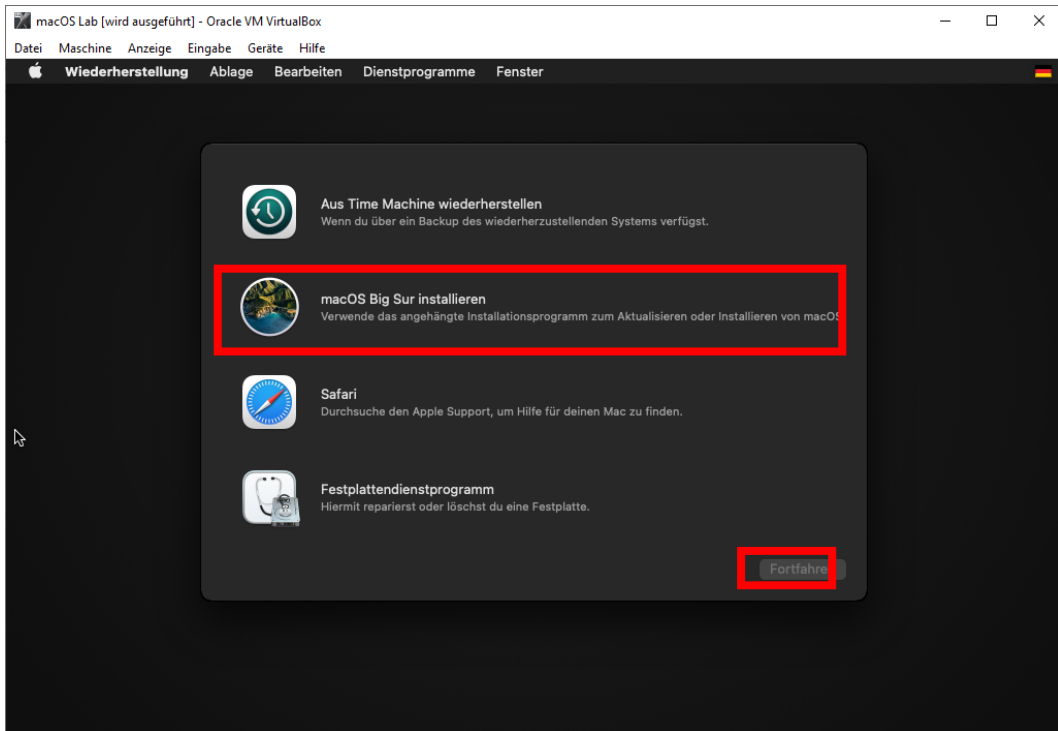 macOS Lab [wird ausgeführt] - Oracle VM VirtualBox
Datei Maschine Anzeige Eingabe Geräte Hilfe
Wiederherstellung Ablage Bearbeiten Dienstprogramme Fenster
Aus Time Machine wiederherstellen
Wenn du über ein Backup des wiederherzustellenden Systems verfügst.
macOS Big Sur installieren
Verwende das angehängte Installationsprogramm zum Aktualisieren oder Installieren von macOS
Safari
Durchsuche den Apple Support, um Hilfe für deinen Mac zu finden.
Festplattendienstprogramm
Hiermit reparierst oder löschst du eine Festplatte.
Fortfahre